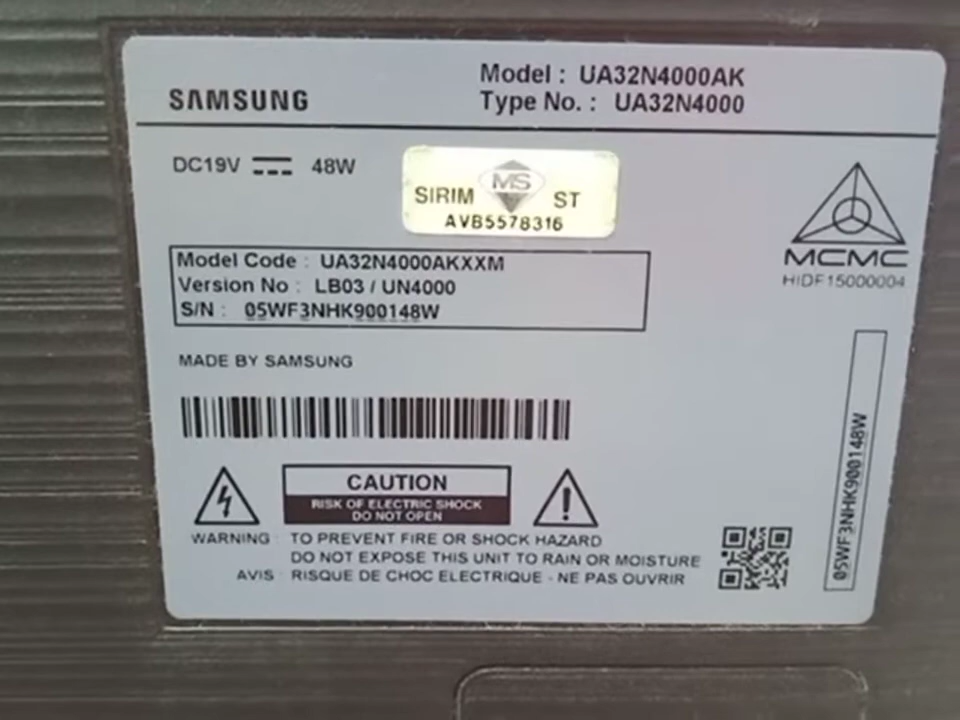 SAMSUNG
Model : UA32N4000AK
Type No. : UA32N4000
DC19V 48W
SIRIM MS ST
AVB5578316
MCMC
HIDF15000004
Model Code : UA32N4000AKXXM
Version No : LB03 / UN4000
S/N : 05WF3NHK900148W
MADE BY SAMSUNG
05WF3NHK900148W
CAUTION
RISK OF ELECTRIC SHOCK
DO NOT OPEN
WARNING : TO PREVENT FIRE OR SHOCK HAZARD
DO NOT EXPOSE THIS UNIT TO RAIN OR MOISTURE
AVIS : RISQUE DE CHOC ELECTRIQUE - NE PAS OUVRIR